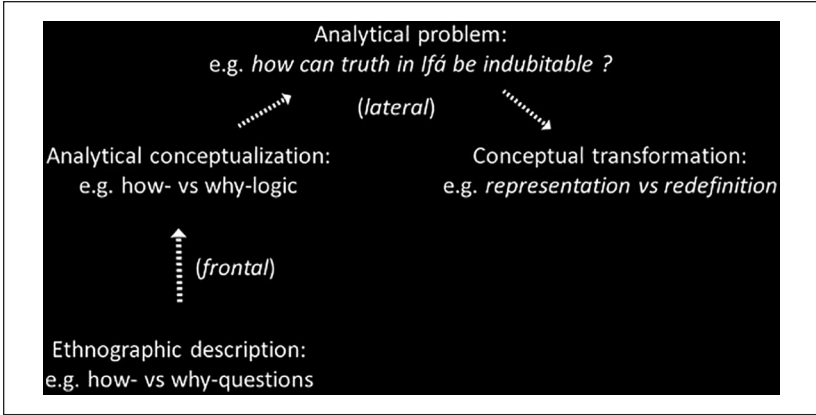 Analytical problem:
e.g. how can truth in Ifá be indubitable ?
(lateral)
Analytical conceptualization:
e.g. how- vs why-logic
Conceptual transformation:
e.g. representation vs redefinition
(frontal)
Ethnographic description:
e.g. how- vs why-questions